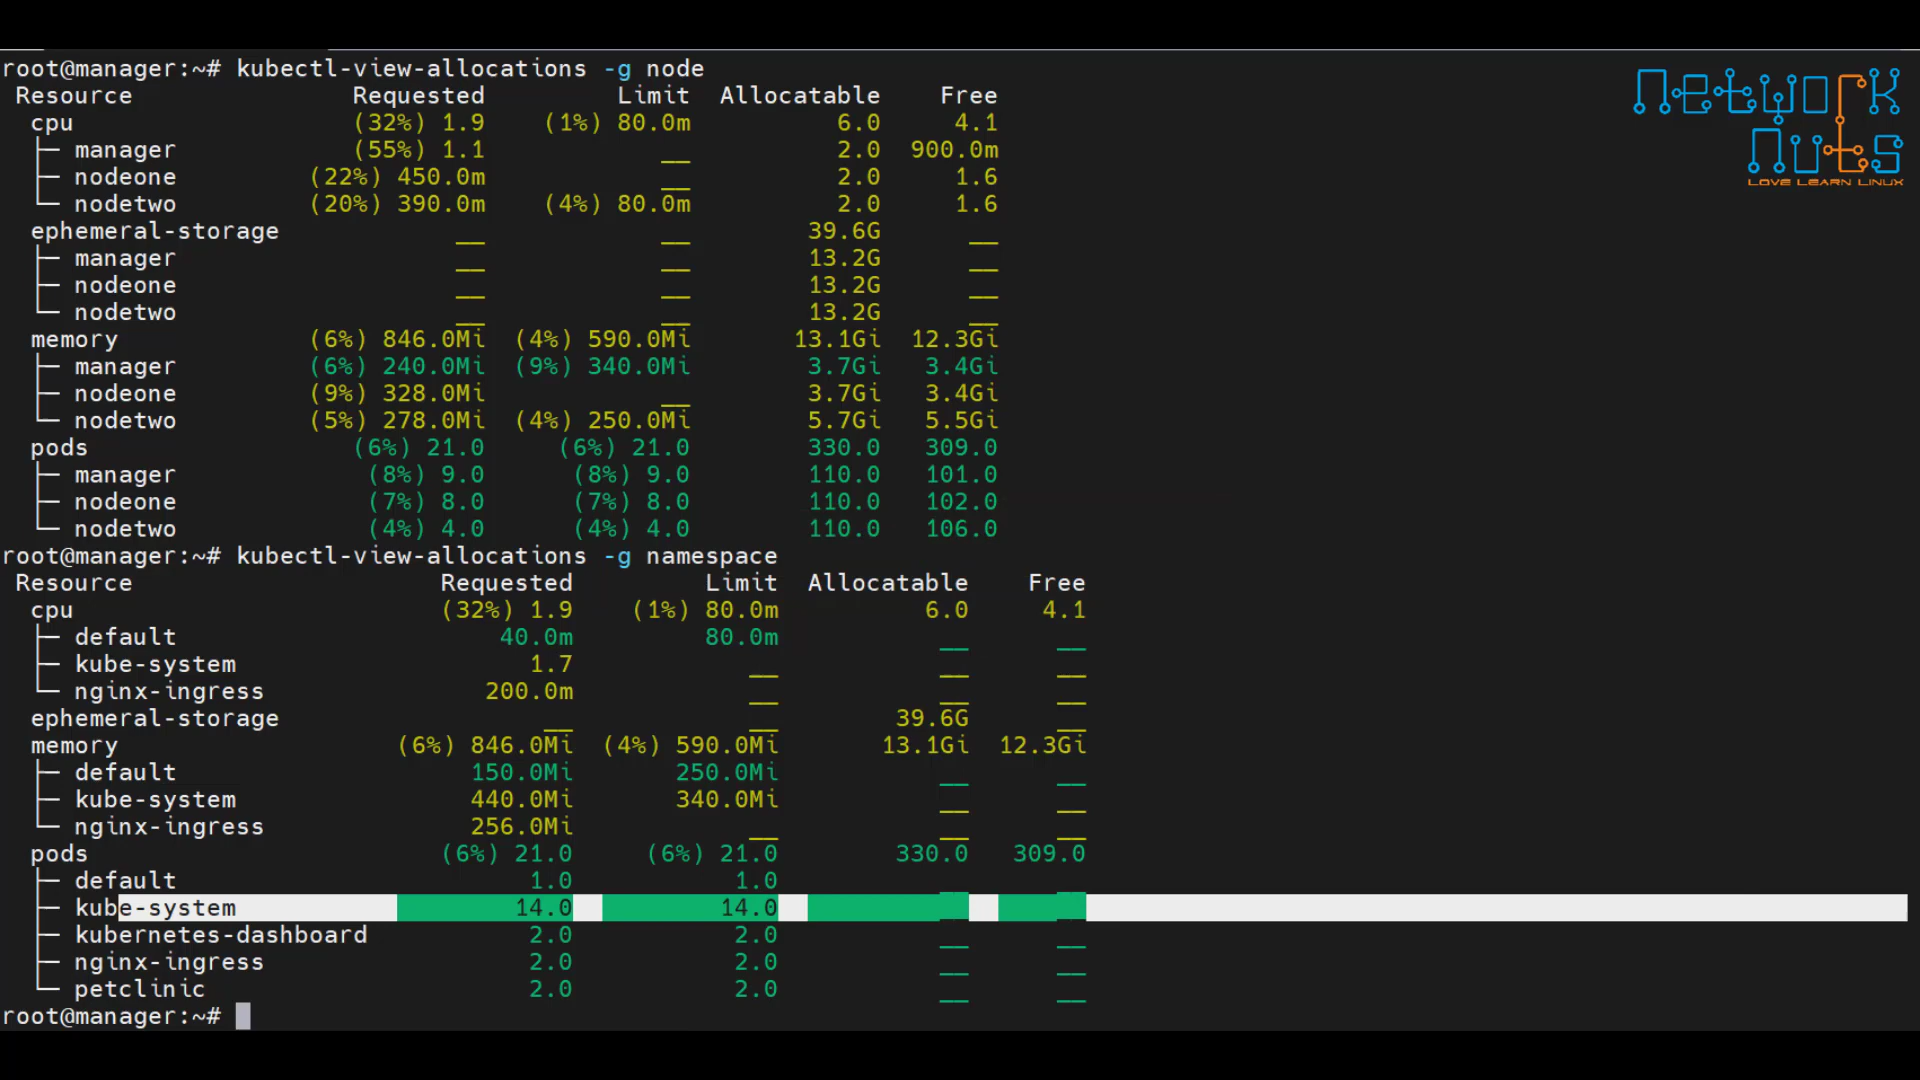 root@manager:~# kubectl-view-allocations -g node
Resource Requested Limit Allocatable Free
cpu (32%) 1.9 (1%) 80.0m 6.0 4.1
├─ manager (55%) 1.1 __ 2.0 900.0m
├─ nodeone (22%) 450.0m __ 2.0 1.6
└─ nodetwo (20%) 390.0m (4%) 80.0m 2.0 1.6
ephemeral-storage __ __ 39.6G __
├─ manager __ __ 13.2G __
├─ nodeone __ __ 13.2G __
└─ nodetwo __ __ 13.2G __
memory (6%) 846.0Mi (4%) 590.0Mi 13.1Gi 12.3Gi
├─ manager (6%) 240.0Mi (9%) 340.0Mi 3.7Gi 3.4Gi
├─ nodeone (9%) 328.0Mi __ 3.7Gi 3.4Gi
└─ nodetwo (5%) 278.0Mi (4%) 250.0Mi 5.7Gi 5.5Gi
pods (6%) 21.0 (6%) 21.0 330.0 309.0
├─ manager (8%) 9.0 (8%) 9.0 110.0 101.0
├─ nodeone (7%) 8.0 (7%) 8.0 110.0 102.0
└─ nodetwo (4%) 4.0 (4%) 4.0 110.0 106.0
root@manager:~# kubectl-view-allocations -g namespace
Resource Requested Limit Allocatable Free
cpu (32%) 1.9 (1%) 80.0m 6.0 4.1
├─ default 40.0m 80.0m __ __
├─ kube-system 1.7 __ __ __
└─ nginx-ingress 200.0m __ __ __
ephemeral-storage __ __ 39.6G __
memory (6%) 846.0Mi (4%) 590.0Mi 13.1Gi 12.3Gi
├─ default 150.0Mi 250.0Mi __ __
├─ kube-system 440.0Mi 340.0Mi __ __
└─ nginx-ingress 256.0Mi __ __ __
pods (6%) 21.0 (6%) 21.0 330.0 309.0
├─ default 1.0 1.0 __ __
├─ kube-system 14.0 14.0 __ __
├─ kubernetes-dashboard 2.0 2.0 __ __
├─ nginx-ingress 2.0 2.0 __ __
└─ petclinic 2.0 2.0 __ __
root@manager:~#
Network
Nuts
LOVE LEARN LINUX